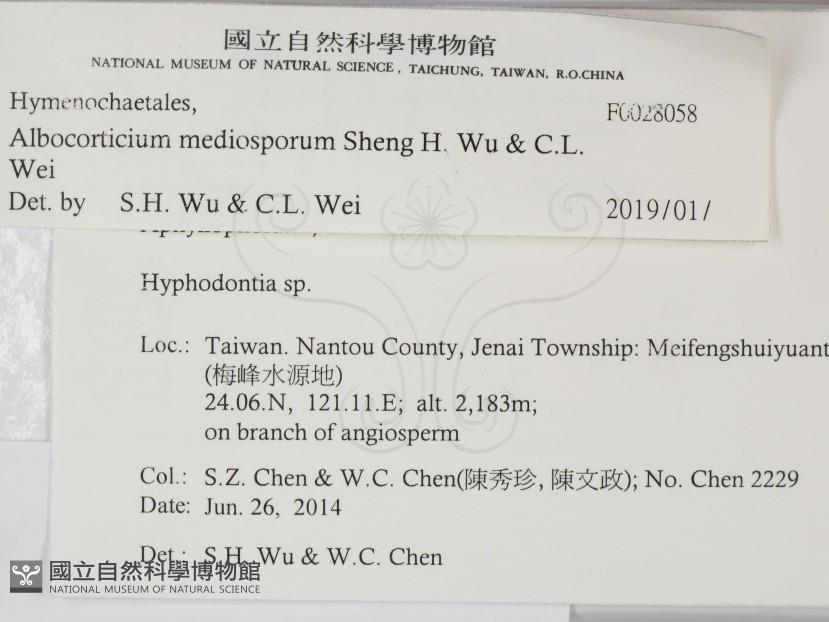 國立自然科學博物館
NATIONAL MUSEUM OF NATURAL SCIENCE, TAICHUNG, TAIWAN, R.O.CHINA
Hymenochaetales,
F0028058
Albocorticium mediosporum Sheng H. Wu & C.L.
Wei
Det. by S.H. Wu & C.L. Wei
2019/01/
Hyphodontia sp.
Loc.: Taiwan. Nantou County, Jenai Township: Meifengshuiyuant
(梅峰水源地)
24.06.N, 121.11.E; alt. 2,183m;
on branch of angiosperm
Col.: S.Z. Chen & W.C. Chen(陳秀珍, 陳文政); No. Chen 2229
Date: Jun. 26, 2014
Det.: S.H. Wu & W.C. Chen
國立自然科學博物館
NATIONAL MUSEUM OF NATURAL SCIENCE